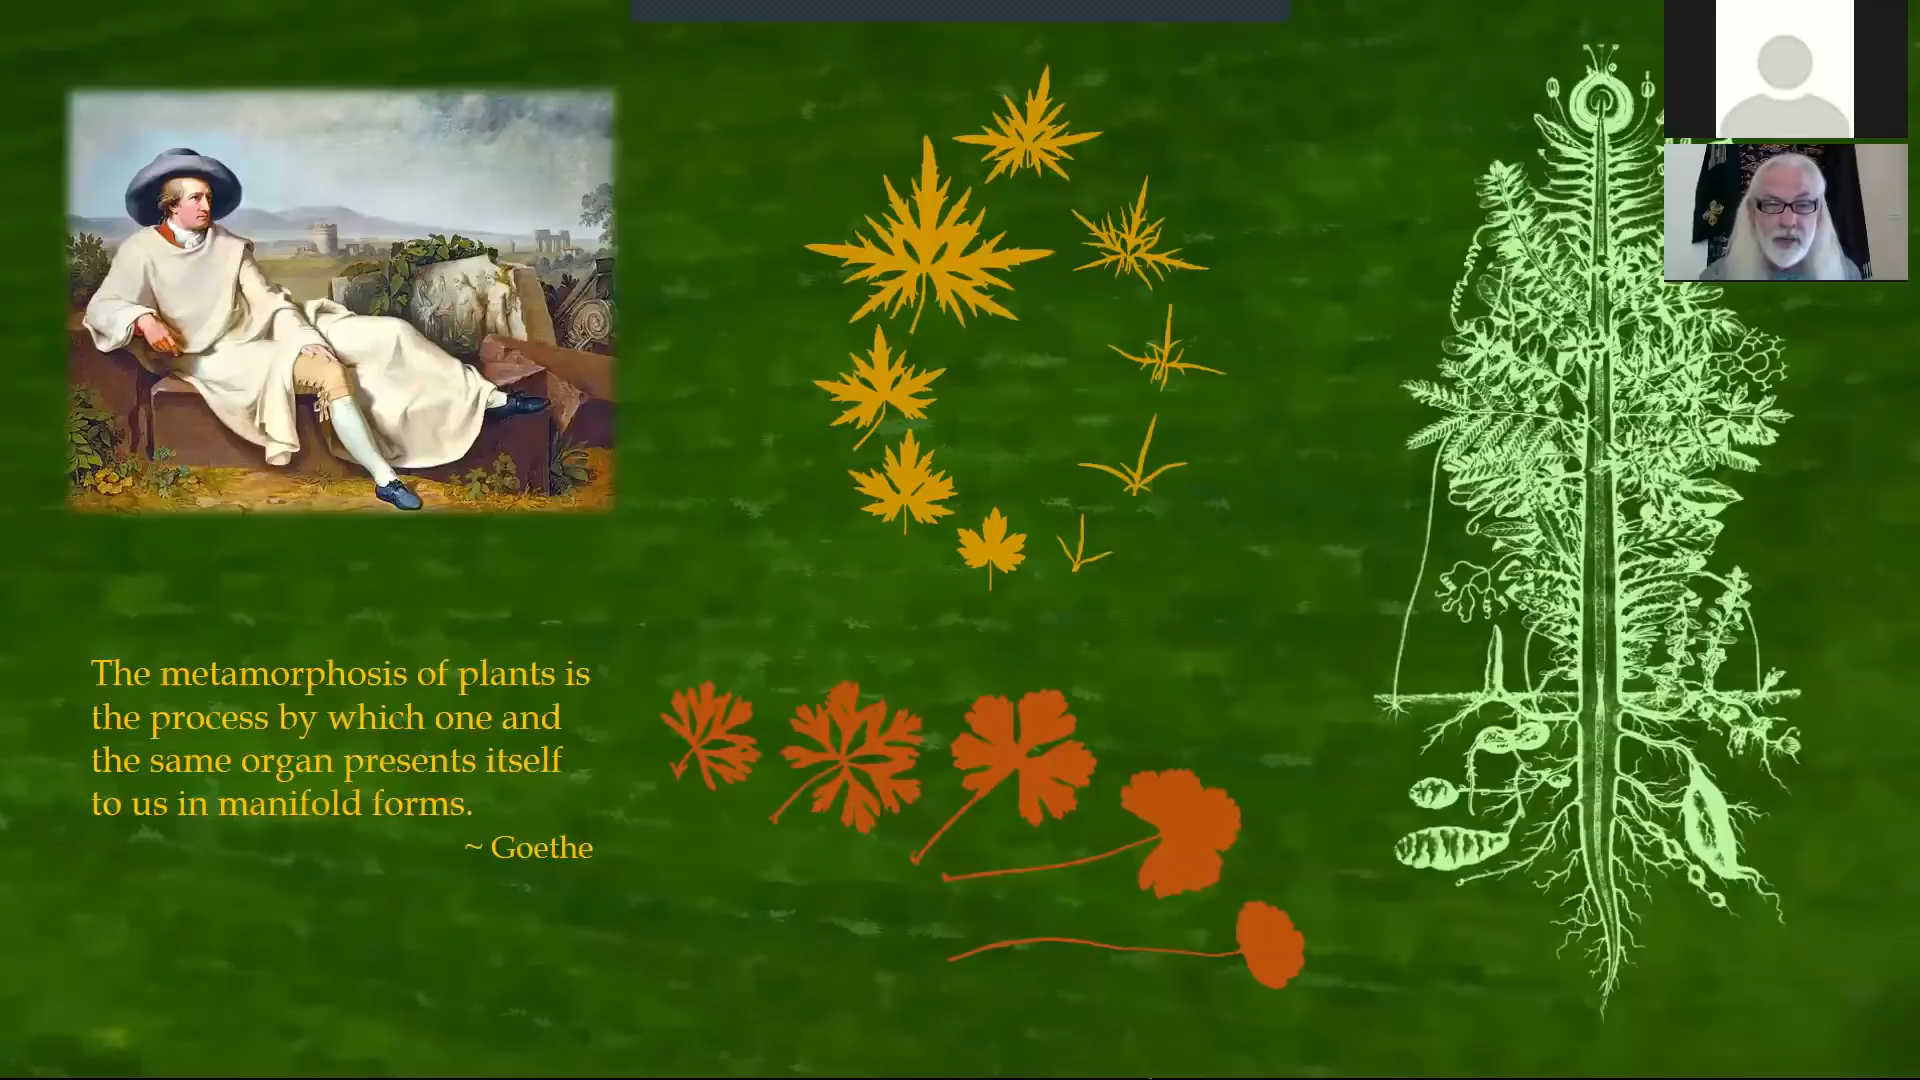 The metamorphosis of plants is
the process by which one and
the same organ presents itself
to us in manifold forms.
~ Goethe